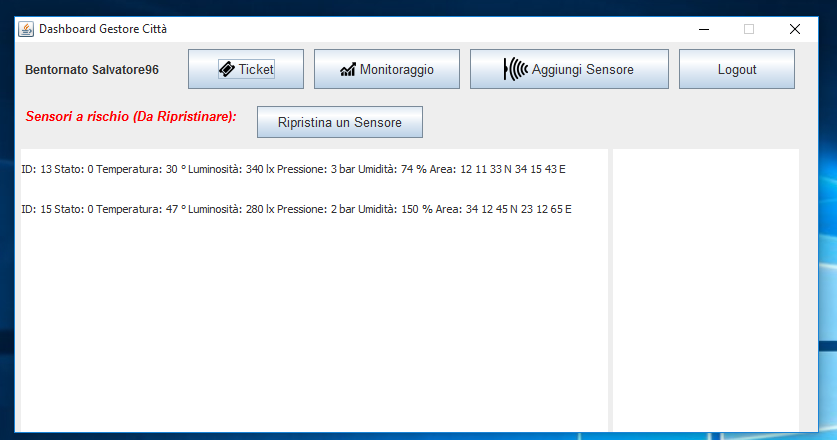 Dashboard Gestore Città
Bentornato Salvatore96 Ticket Monitoraggio Aggiungi Sensore Logout
Sensori a rischio (Da Ripristinare): Ripristina un Sensore
ID: 13 Stato: 0 Temperatura: 30 ° Luminosità: 340 lx Pressione: 3 bar Umidità: 74 % Area: 12 11 33 N 34 15 43 E
ID: 15 Stato: 0 Temperatura: 47 ° Luminosità: 280 lx Pressione: 2 bar Umidità: 150 % Area: 34 12 45 N 23 12 65 E